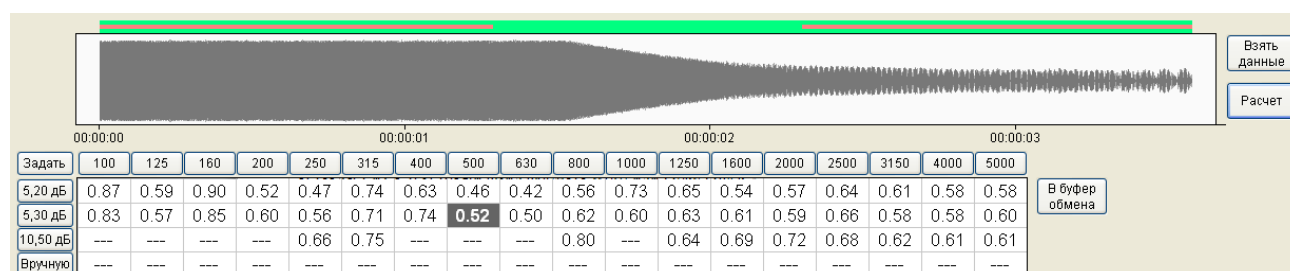 Взять данные
Расчет
00:00:00 00:00:01 00:00:02 00:00:03
Задать 100 125 160 200 250 315 400 500 630 800 1000 1250 1600 2000 2500 3150 4000 5000
5,20 дБ 0.87 0.59 0.90 0.52 0.47 0.74 0.63 0.46 0.42 0.56 0.73 0.65 0.54 0.57 0.64 0.61 0.58 0.58
В буфер обмена
5,30 дБ 0.83 0.57 0.85 0.60 0.56 0.71 0.74 0.52 0.50 0.62 0.60 0.63 0.61 0.59 0.66 0.58 0.58 0.60
10,50 дБ --- --- --- --- 0.66 0.75 --- --- --- 0.80 --- 0.64 0.69 0.72 0.68 0.62 0.61 0.61
Вручную --- --- --- --- --- --- --- --- --- --- --- --- --- --- --- --- --- ---